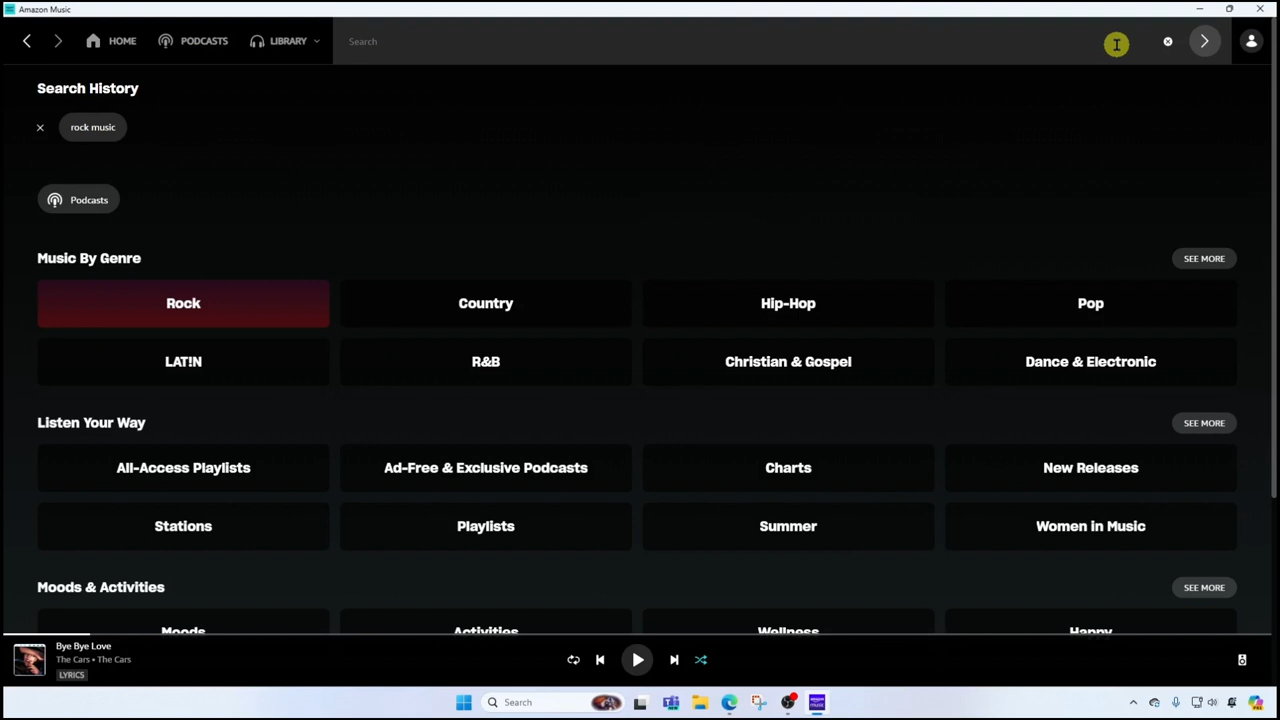 Amazon Music
HOME
PODCASTS
LIBRARY
Search
Search History
rock music
Podcasts
Music By Genre
SEE MORE
Rock
Country
Hip-Hop
Pop
LAT!N
R&B
Christian & Gospel
Dance & Electronic
Listen Your Way
SEE MORE
All-Access Playlists
Ad-Free & Exclusive Podcasts
Charts
New Releases
Stations
Playlists
Summer
Women in Music
Moods & Activities
SEE MORE
Moods
Activities
Wellness
Happy
Bye Bye Love
The Cars • The Cars
LYRICS
Search